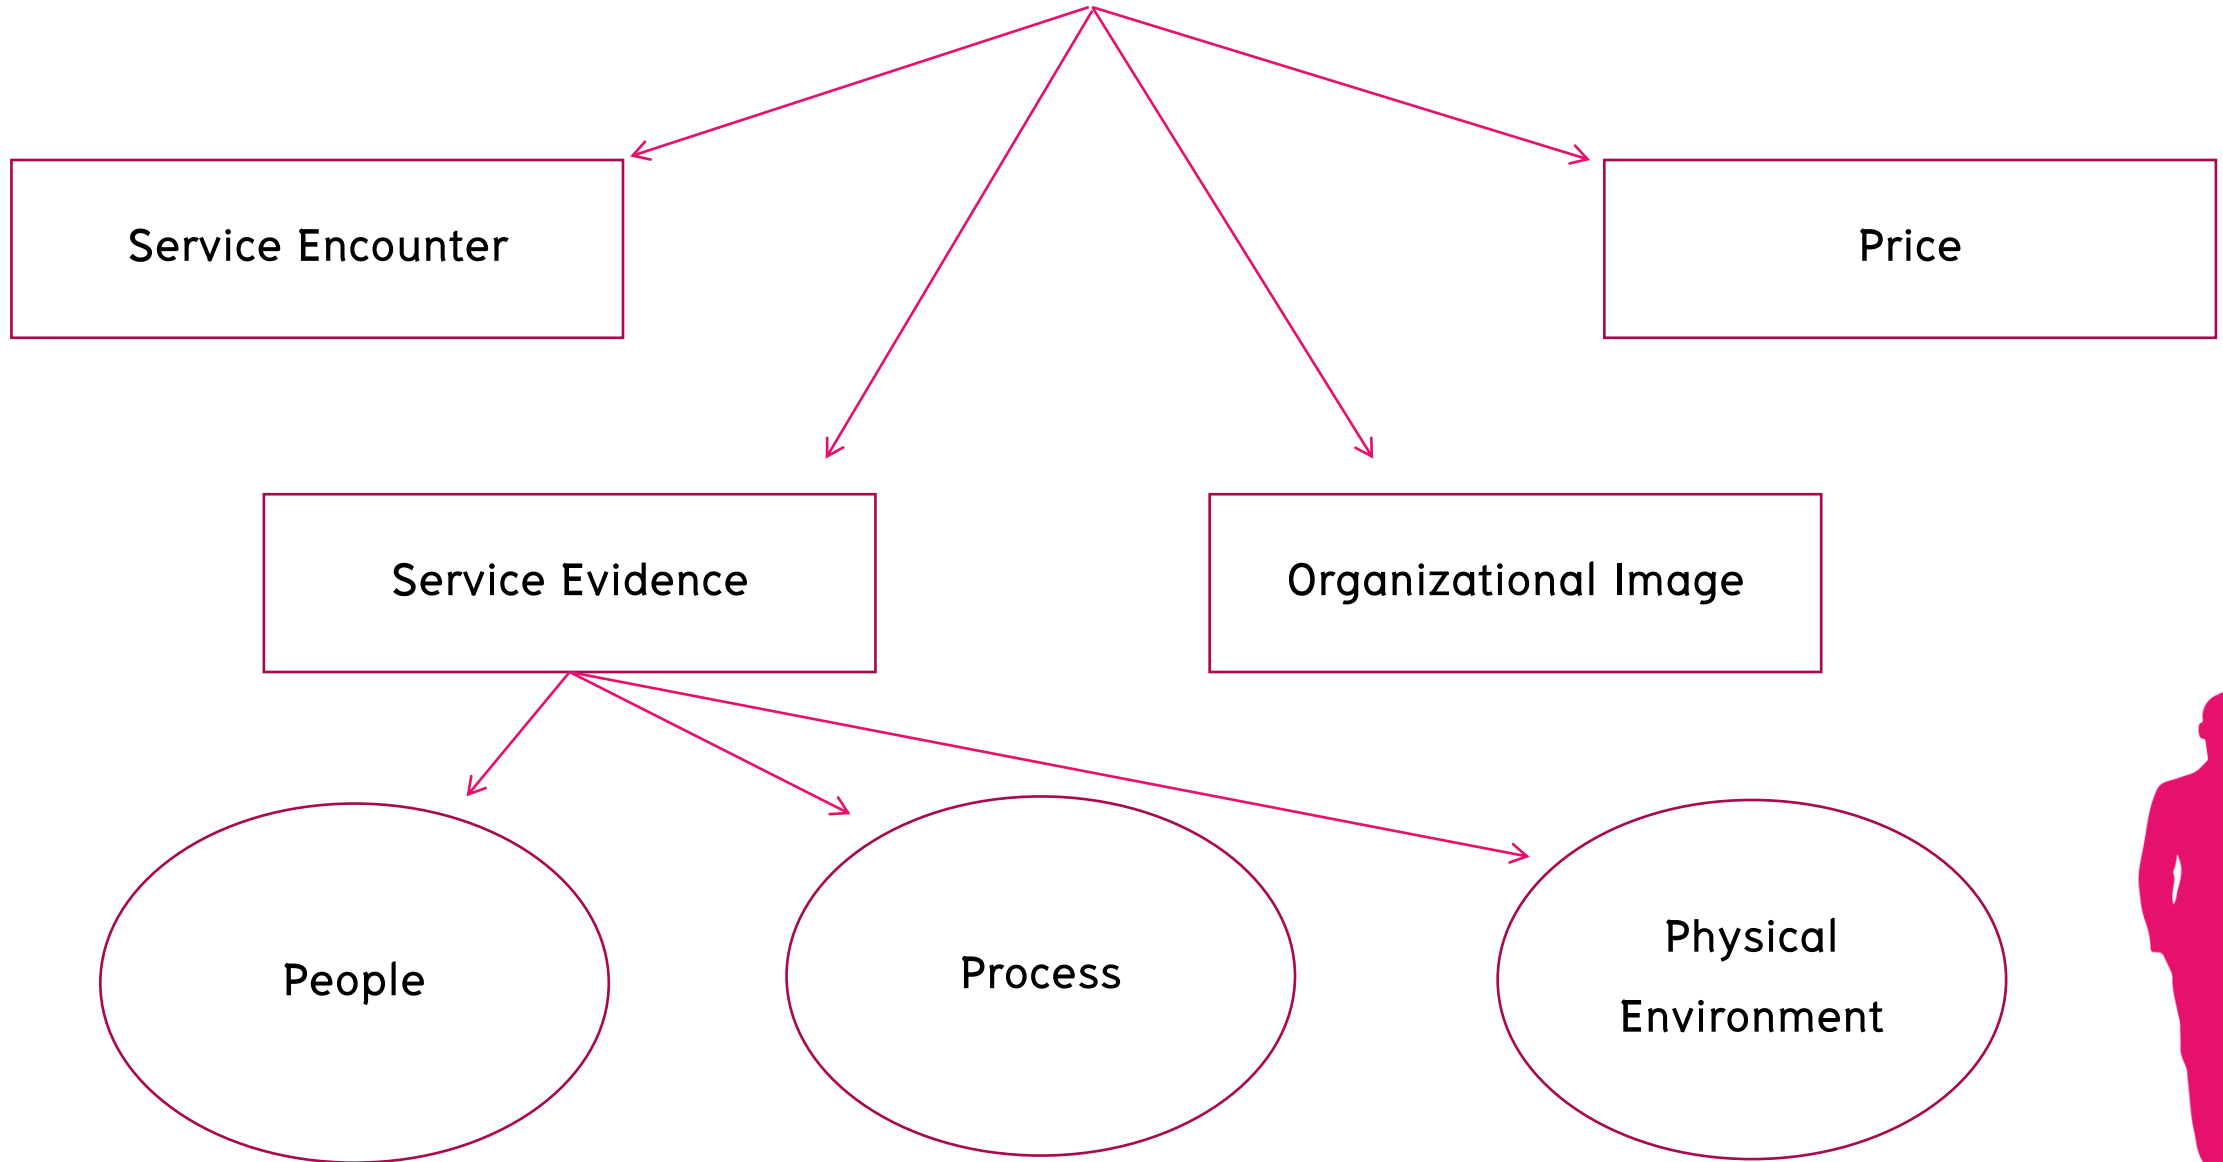 Service Encounter
Price
Service Evidence
Organizational Image
People
Process
Physical
Environment